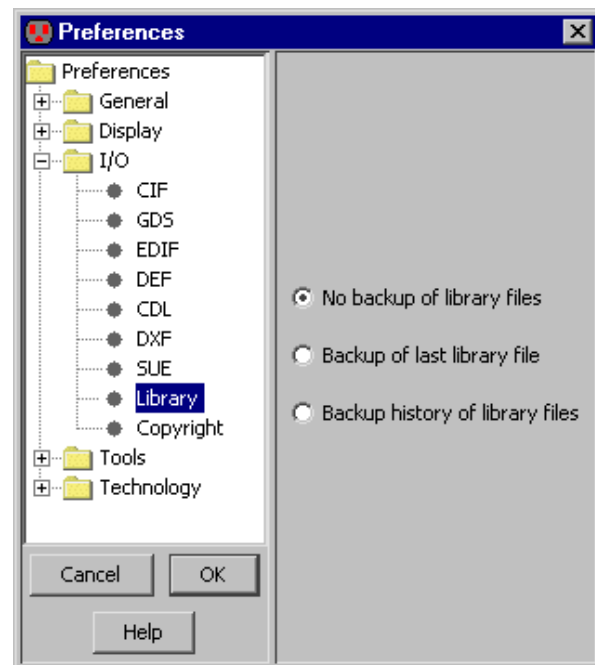 Preferences
Preferences
General
Display
I/O
CIF
GDS
EDIF
DEF
CDL
DXF
SUE
Library
Copyright
Tools
Technology
Cancel
OK
Help
No backup of library files
Backup of last library file
Backup history of library files